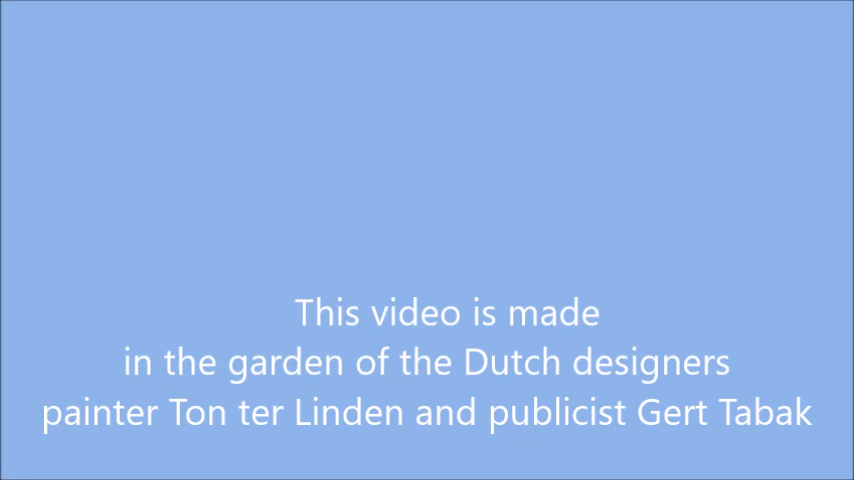 This video is made
in the garden of the Dutch designers
painter Ton ter Linden and publicist Gert Tabak